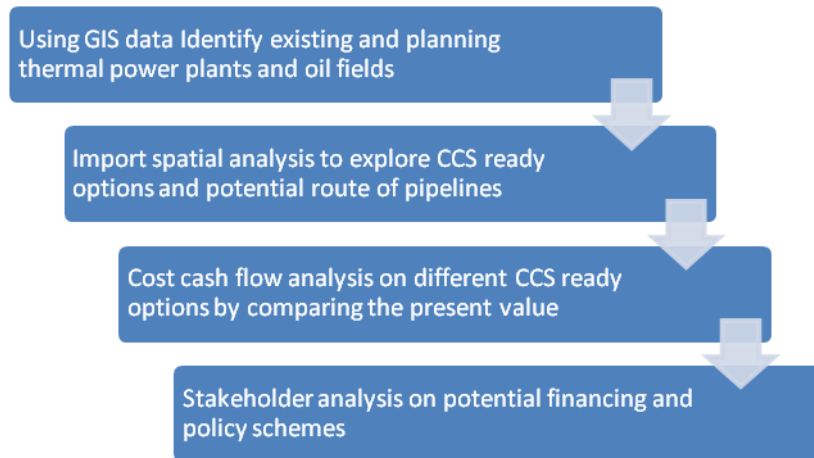 Using GIS data Identify existing and planning
thermal power plants and oil fields
Import spatial analysis to explore CCS ready
options and potential route of pipelines
Cost cash flow analysis on different CCS ready
options by comparing the present value
Stakeholder analysis on potential financing and
policy schemes